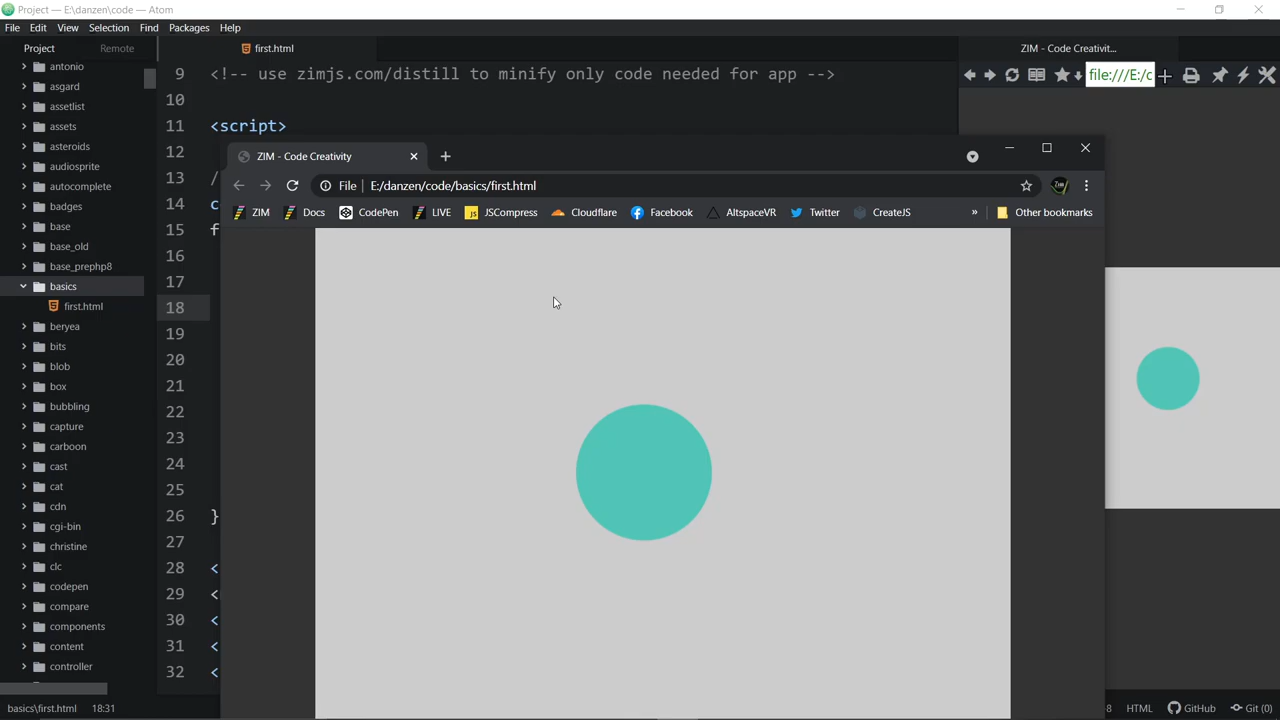 Project — E:\danzen\code — Atom
File Edit View Selection Find Packages Help
Project Remote
first.html
ZIM - Code Creativit...
file:///E:/c
antonio
asgard
assetlist
assets
asteroids
audiosprite
autocomplete
badges
base
base_old
base_prephp8
basics
first.html
beryea
bits
blob
box
bubbling
capture
carboon
cast
cat
cdn
cgi-bin
christine
clc
codepen
compare
components
content
controller
9 <!-- use zimjs.com/distill to minify only code needed for app -->
10
11 <script>
12
13 /
14 c
15 f
16
17
18
19
20
21
22
23
24
25
26 }
27
28 <
29 <
30 <
31 <
32 <
ZIM - Code Creativity
File E:/danzen/code/basics/first.html
ZIM Docs CodePen LIVE JS JSCompress Cloudflare Facebook AltspaceVR Twitter CreateJS » Other bookmarks
basics\first.html 18:31
8 HTML GitHub Git (0)